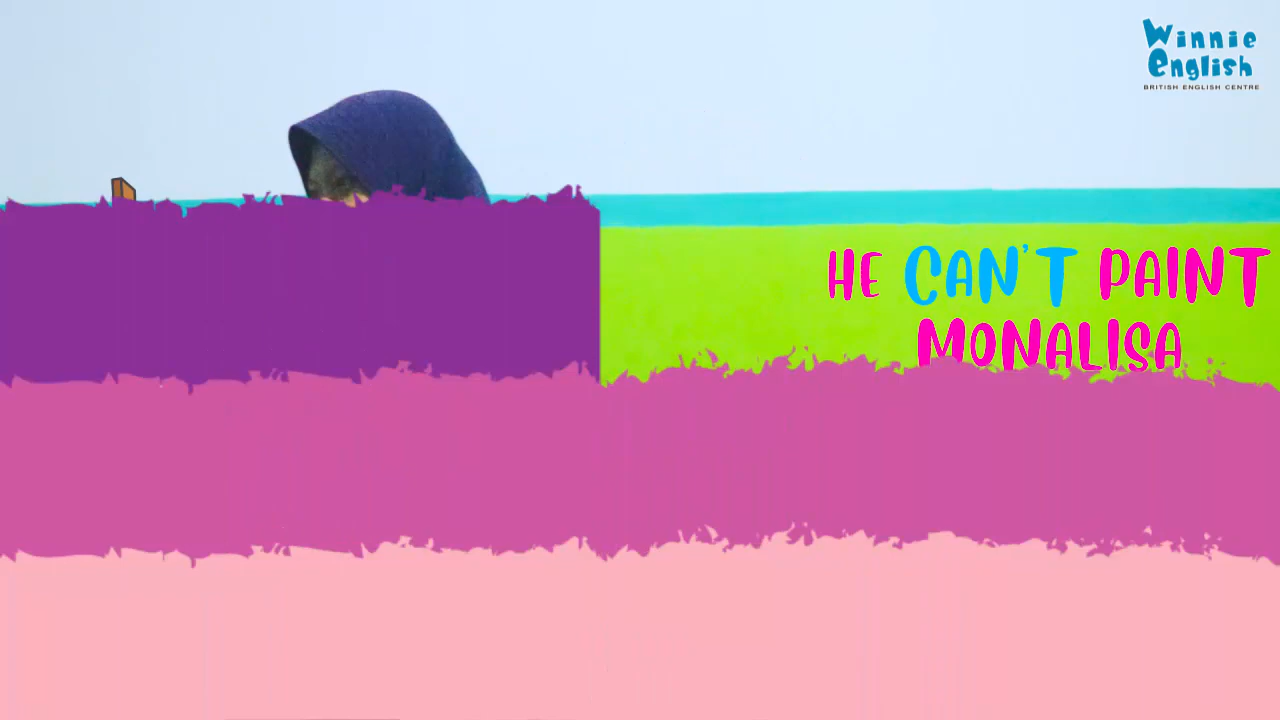 Winnie
English
BRITISH ENGLISH CENTRE
HE CAN'T PAINT
MONALISA